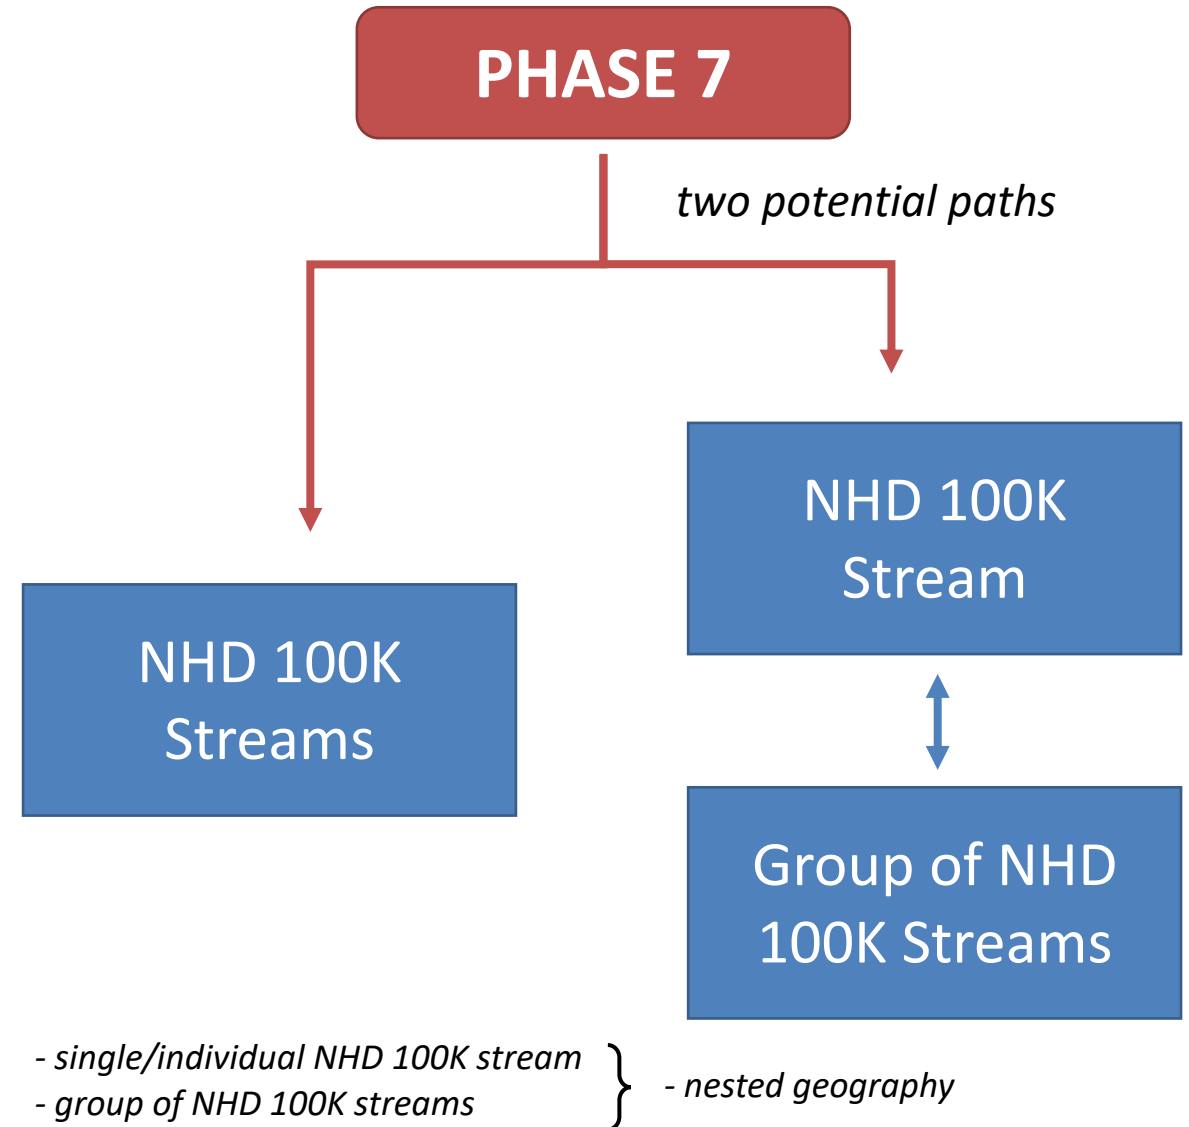 PHASE 7
two potential paths
NHD 100K
Streams
NHD 100K
Stream
Group of NHD
100K Streams
- single/individual NHD 100K stream
- group of NHD 100K streams
- nested geography